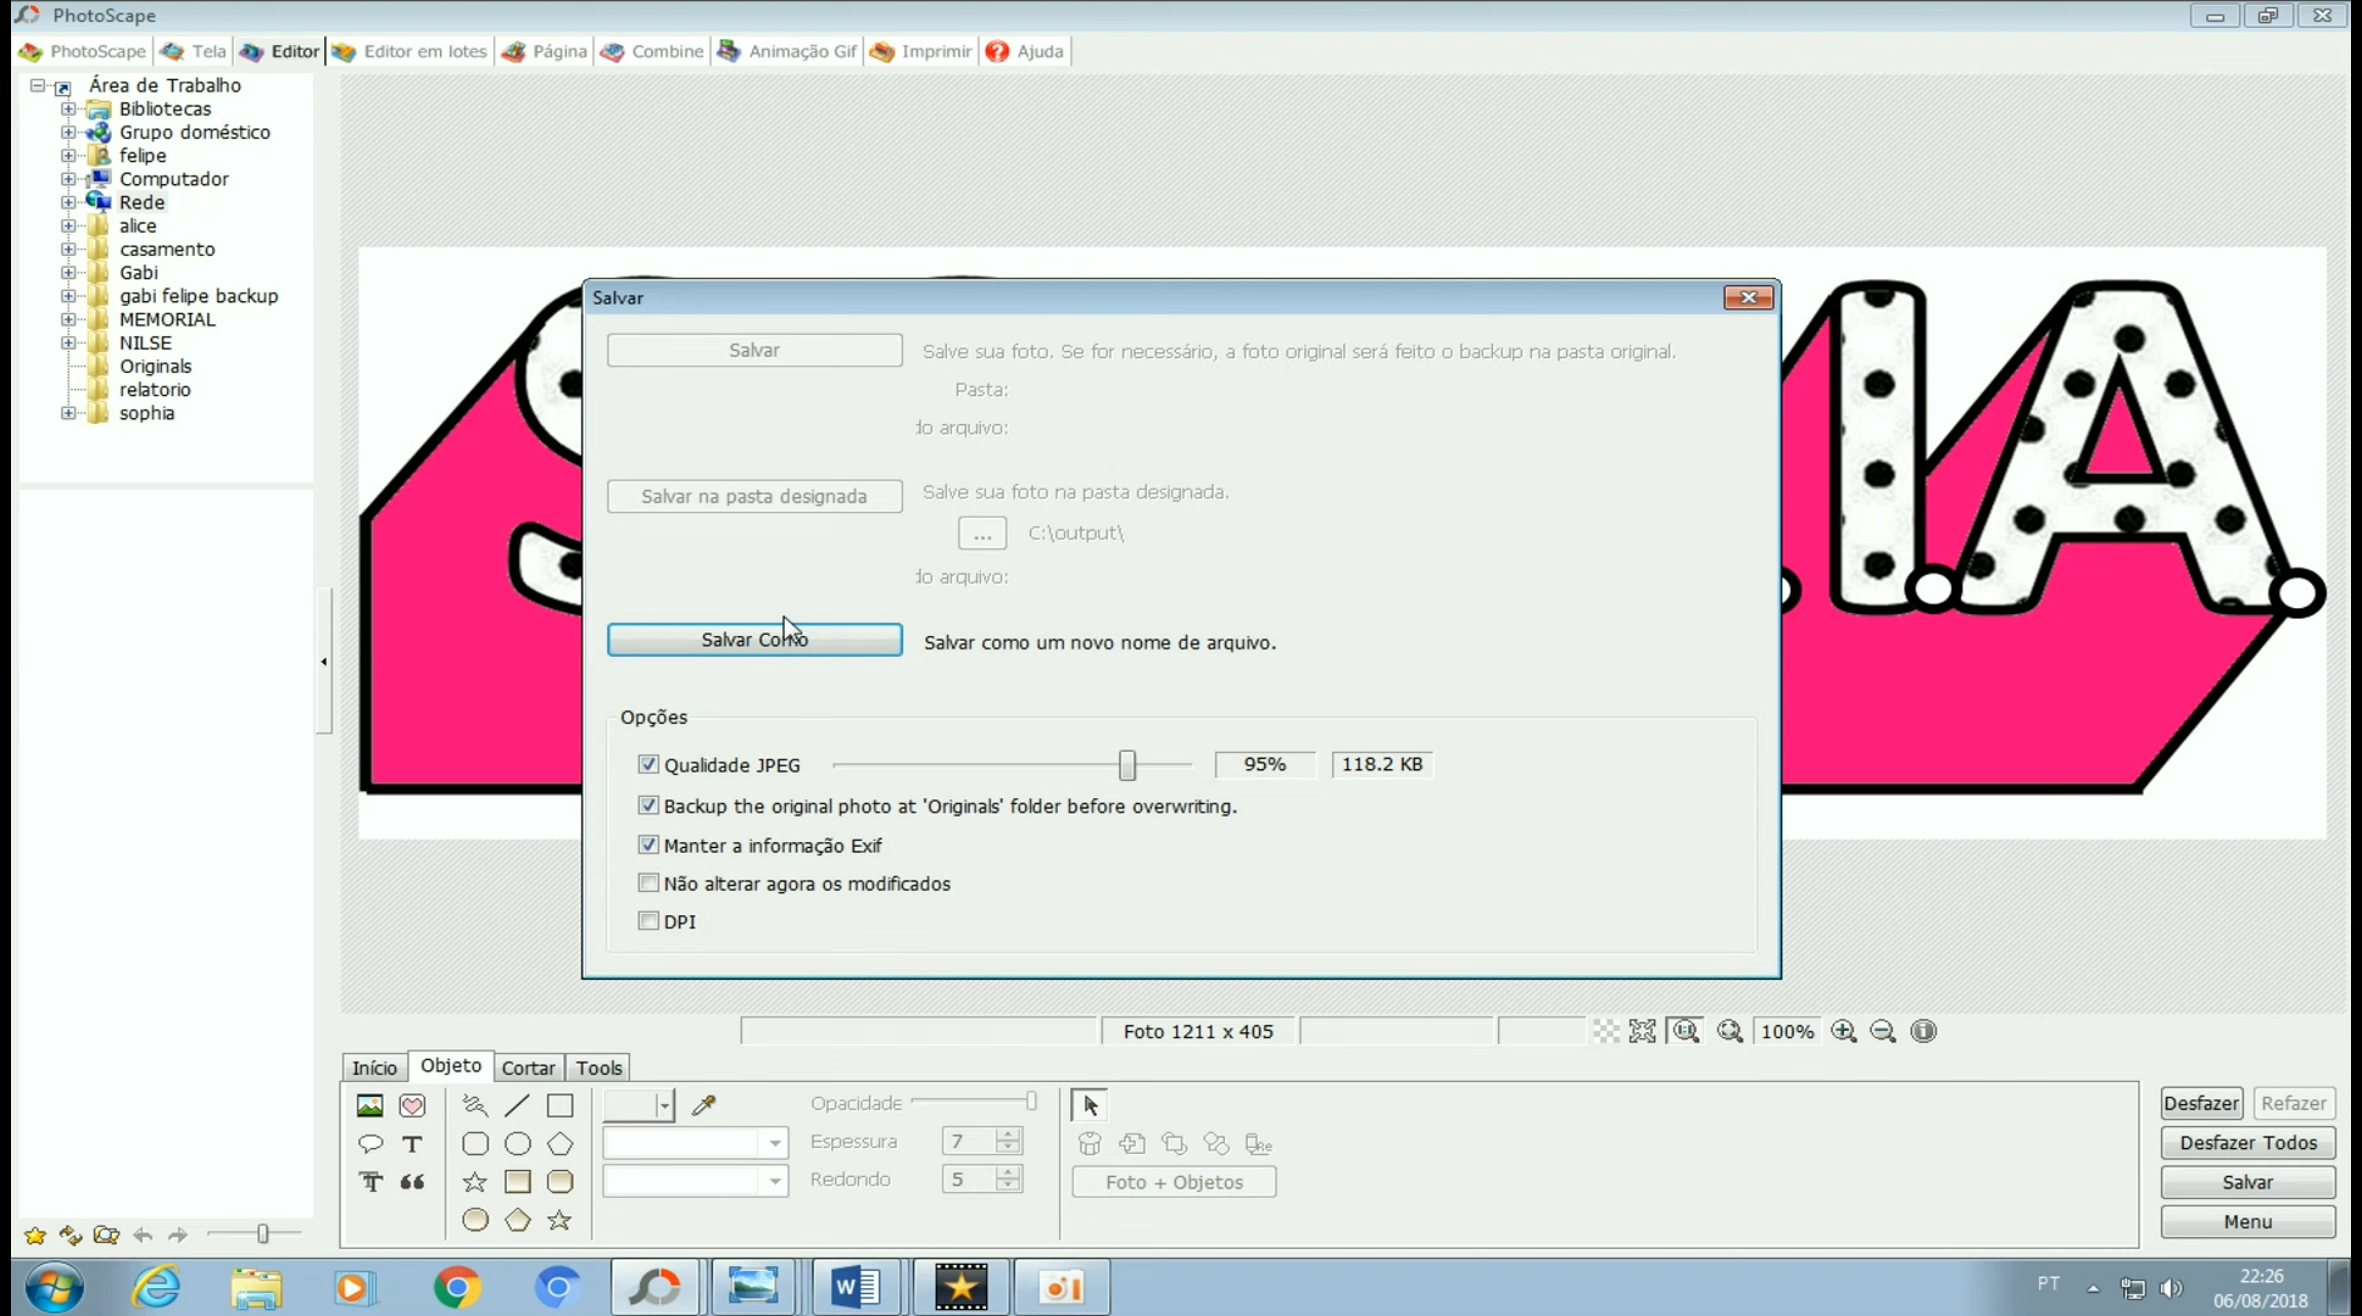 PhotoScape
PhotoScape Tela Editor Editor em lotes Página Combine Animação Gif Imprimir Ajuda
Área de Trabalho
Bibliotecas
Grupo doméstico
felipe
Computador
Rede
alice
casamento
Gabi
gabi felipe backup
MEMORIAL
NILSE
Originals
relatorio
sophia
IA
Salvar
Salvar Salve sua foto. Se for necessário, a foto original será feito o backup na pasta original.
Pasta:
do arquivo:
Salvar na pasta designada Salve sua foto na pasta designada.
... C:\output\
do arquivo:
Salvar Como Salvar como um novo nome de arquivo.
Opções
Qualidade JPEG 95% 118.2 KB
Backup the original photo at 'Originals' folder before overwriting.
Manter a informação Exif
Não alterar agora os modificados
DPI
Foto 1211 x 405 100%
Início Objeto Cortar Tools
Opacidade
Espessura 7
Redondo 5
Foto + Objetos
Desfazer Refazer
Desfazer Todos
Salvar
Menu
PT 22:26
06/08/2018